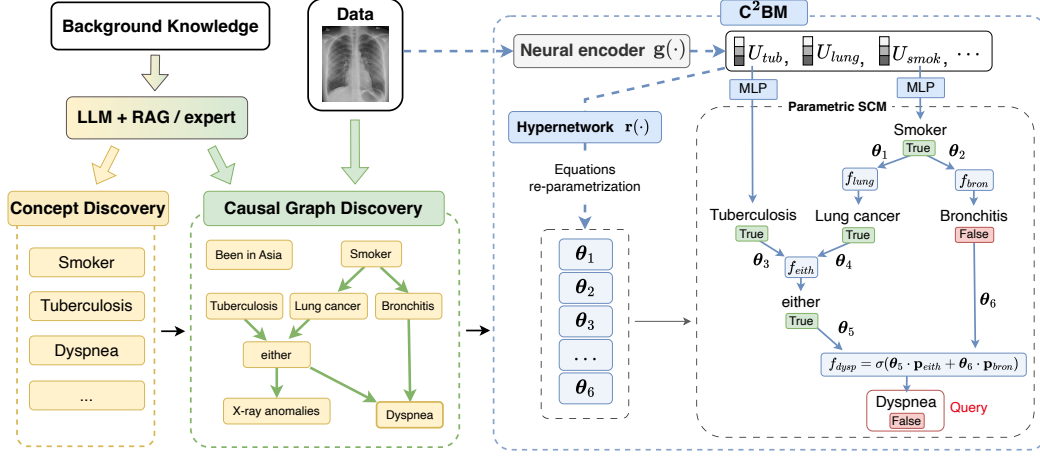 Background Knowledge
LLM + RAG / expert
Concept Discovery
Smoker
Tuberculosis
Dyspnea
...
Data
Causal Graph Discovery
Been in Asia
Smoker
Tuberculosis
Lung cancer
Bronchitis
either
X-ray anomalies
Dyspnea
C²BM
Neural encoder g(·)
U_tub, U_lung, U_smok, ⋯
Hypernetwork r(·)
Equations
re-parametrization
θ₁
θ₂
θ₃
...
θ₆
MLP
MLP
Parametric SCM
Smoker
True
θ₁
θ₂
f_lung
f_bron
Tuberculosis
Lung cancer
Bronchitis
True
True
False
θ₃
θ₄
f_eith
either
True
θ₅
θ₆
f_dysp = σ(θ₅ · p_eith + θ₆ · p_bron)
Dyspnea
False
Query